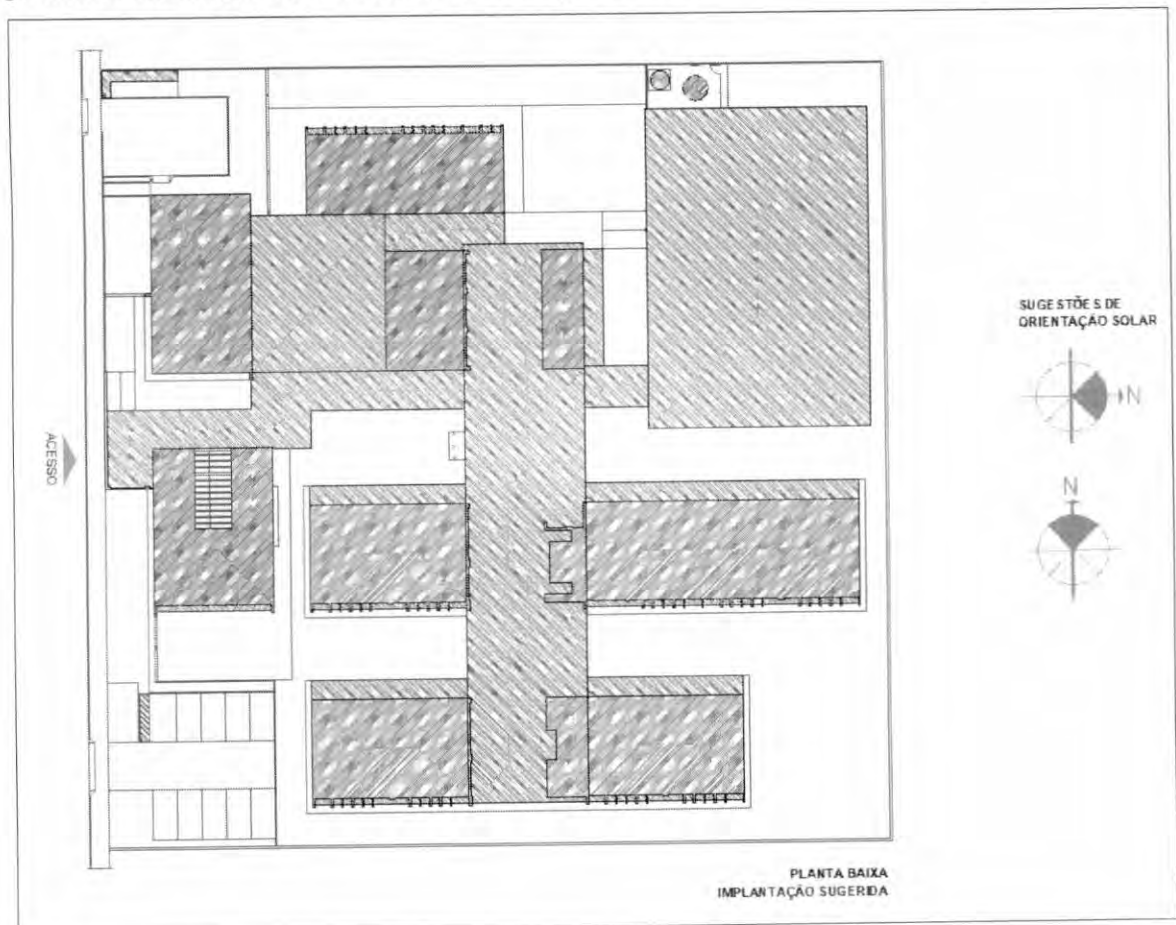 SUGESTÕES DE
ORIENTAÇÃO SOLAR
N
N
ACESSO
PLANTA BAIXA
IMPLANTAÇÃO SUGERIDA